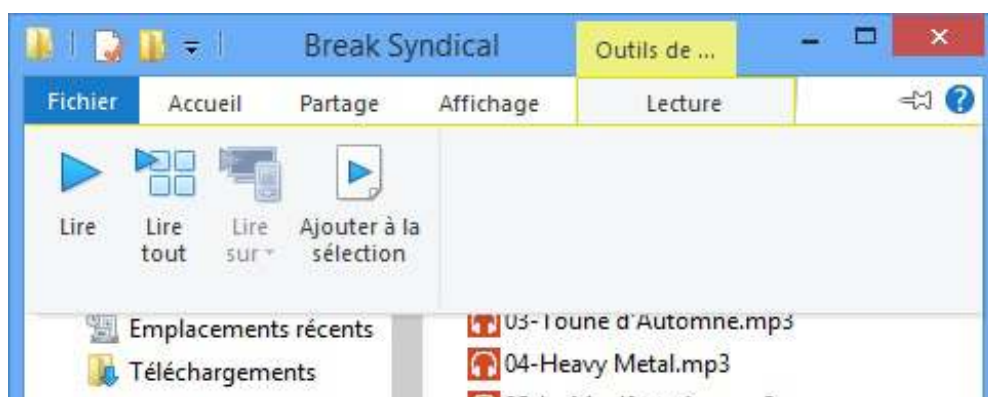 Break Syndical
Outils de ...
Fichier
Accueil
Partage
Affichage
Lecture
Lire
Lire
tout
Lire
sur
Ajouter à la
sélection
Emplacements récents
03-Toune d'Automne.mp3
Téléchargements
04-Heavy Metal.mp3